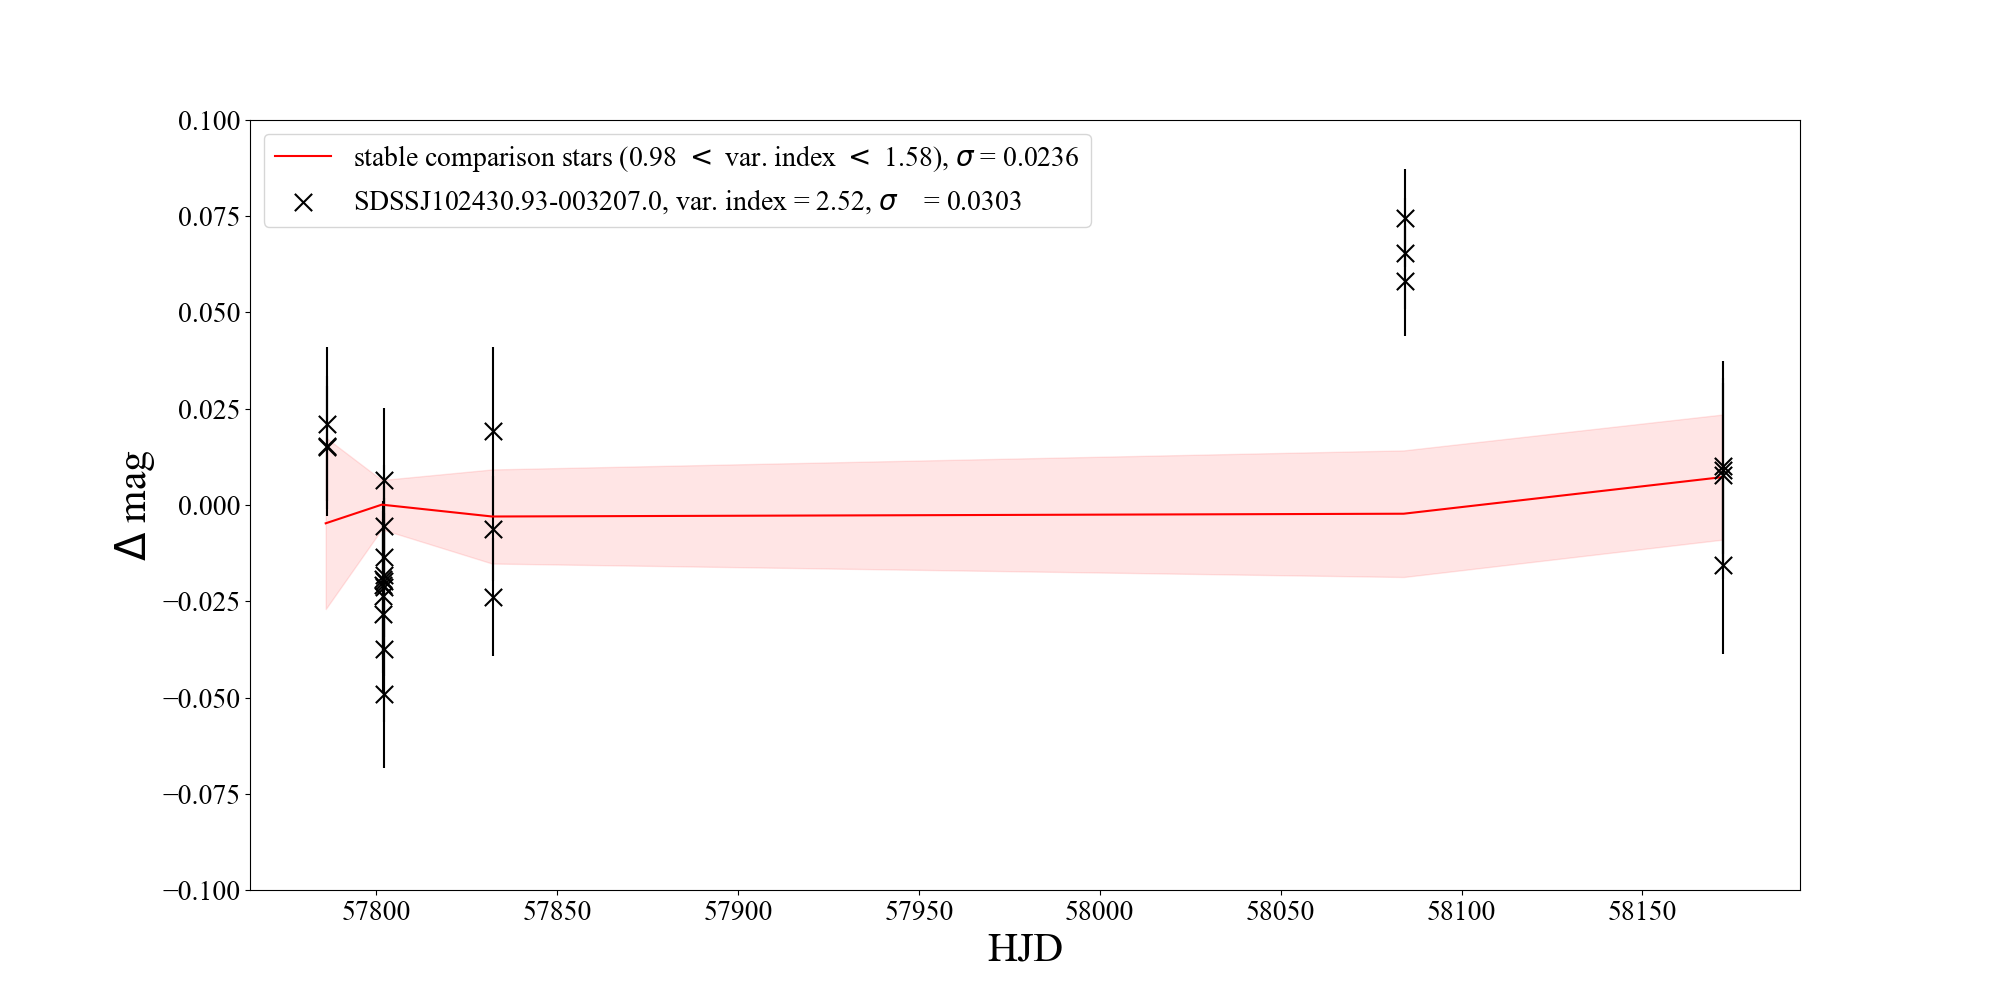 0.100
0.075
0.050
0.025
0.000
−0.025
−0.050
−0.075
−0.100
Δ mag
stable comparison stars (0.98 < var. index < 1.58), σ = 0.0236
SDSSJ102430.93-003207.0, var. index = 2.52, σ = 0.0303
57800 57850 57900 57950 58000 58050 58100 58150
HJD